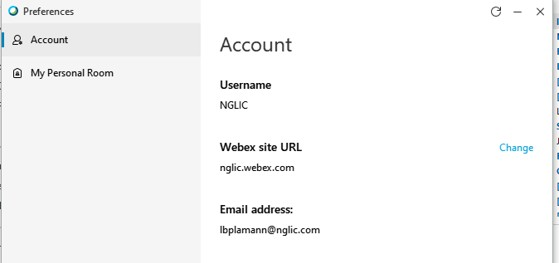 Preferences
Account
My Personal Room
Account
Username
NGLIC
Webex site URL
Change
nglic.webex.com
Email address:
lbplamann@nglic.com